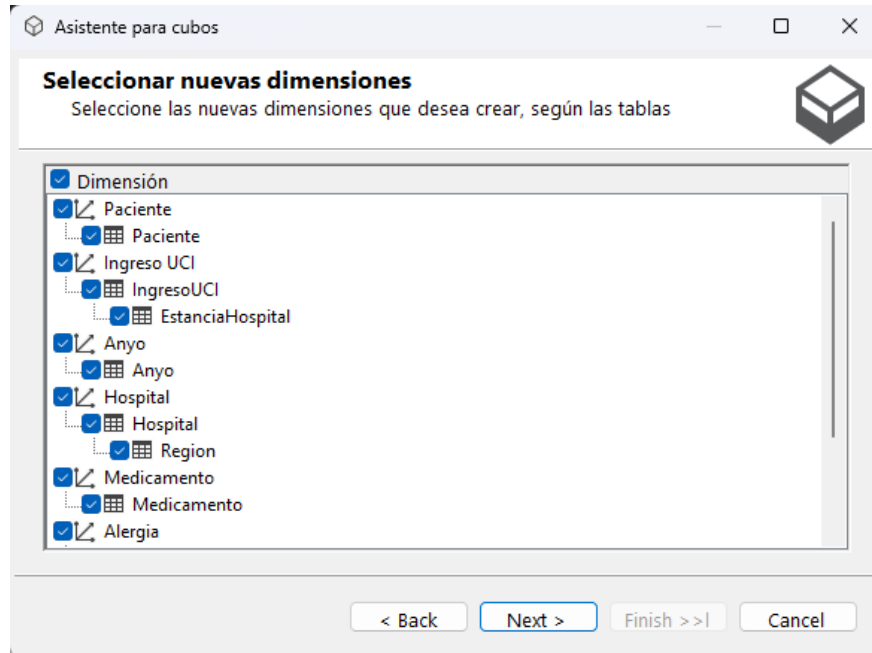 Asistente para cubos
Seleccionar nuevas dimensiones
Seleccione las nuevas dimensiones que desea crear, según las tablas
Dimensión
Paciente
Paciente
Ingreso UCI
IngresoUCI
EstanciaHospital
Anyo
Anyo
Hospital
Hospital
Region
Medicamento
Medicamento
Alergia
< Back Next > Finish >>| Cancel